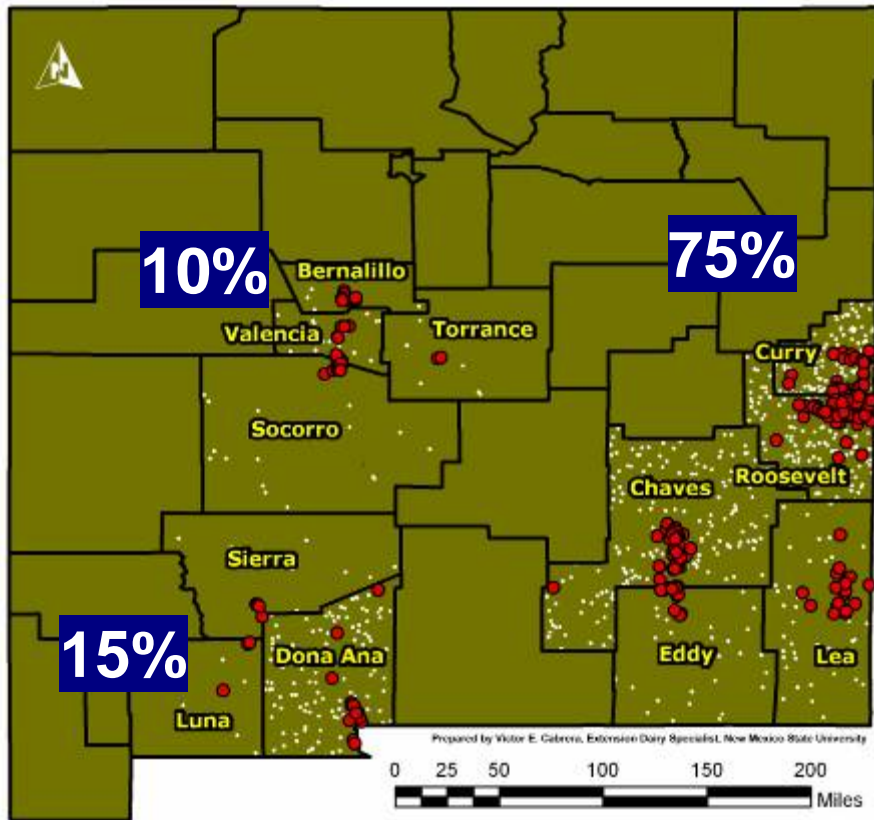 N
10%
75%
Bernalillo
Valencia
Torrance
Curry
Socorro
Chaves
Roosevelt
Sierra
15%
Dona Ana
Eddy
Lea
Luna
Prepared by Victor E. Cabrera, Extension Dairy Specialist, New Mexico State University
0 25 50 100 150 200
Miles